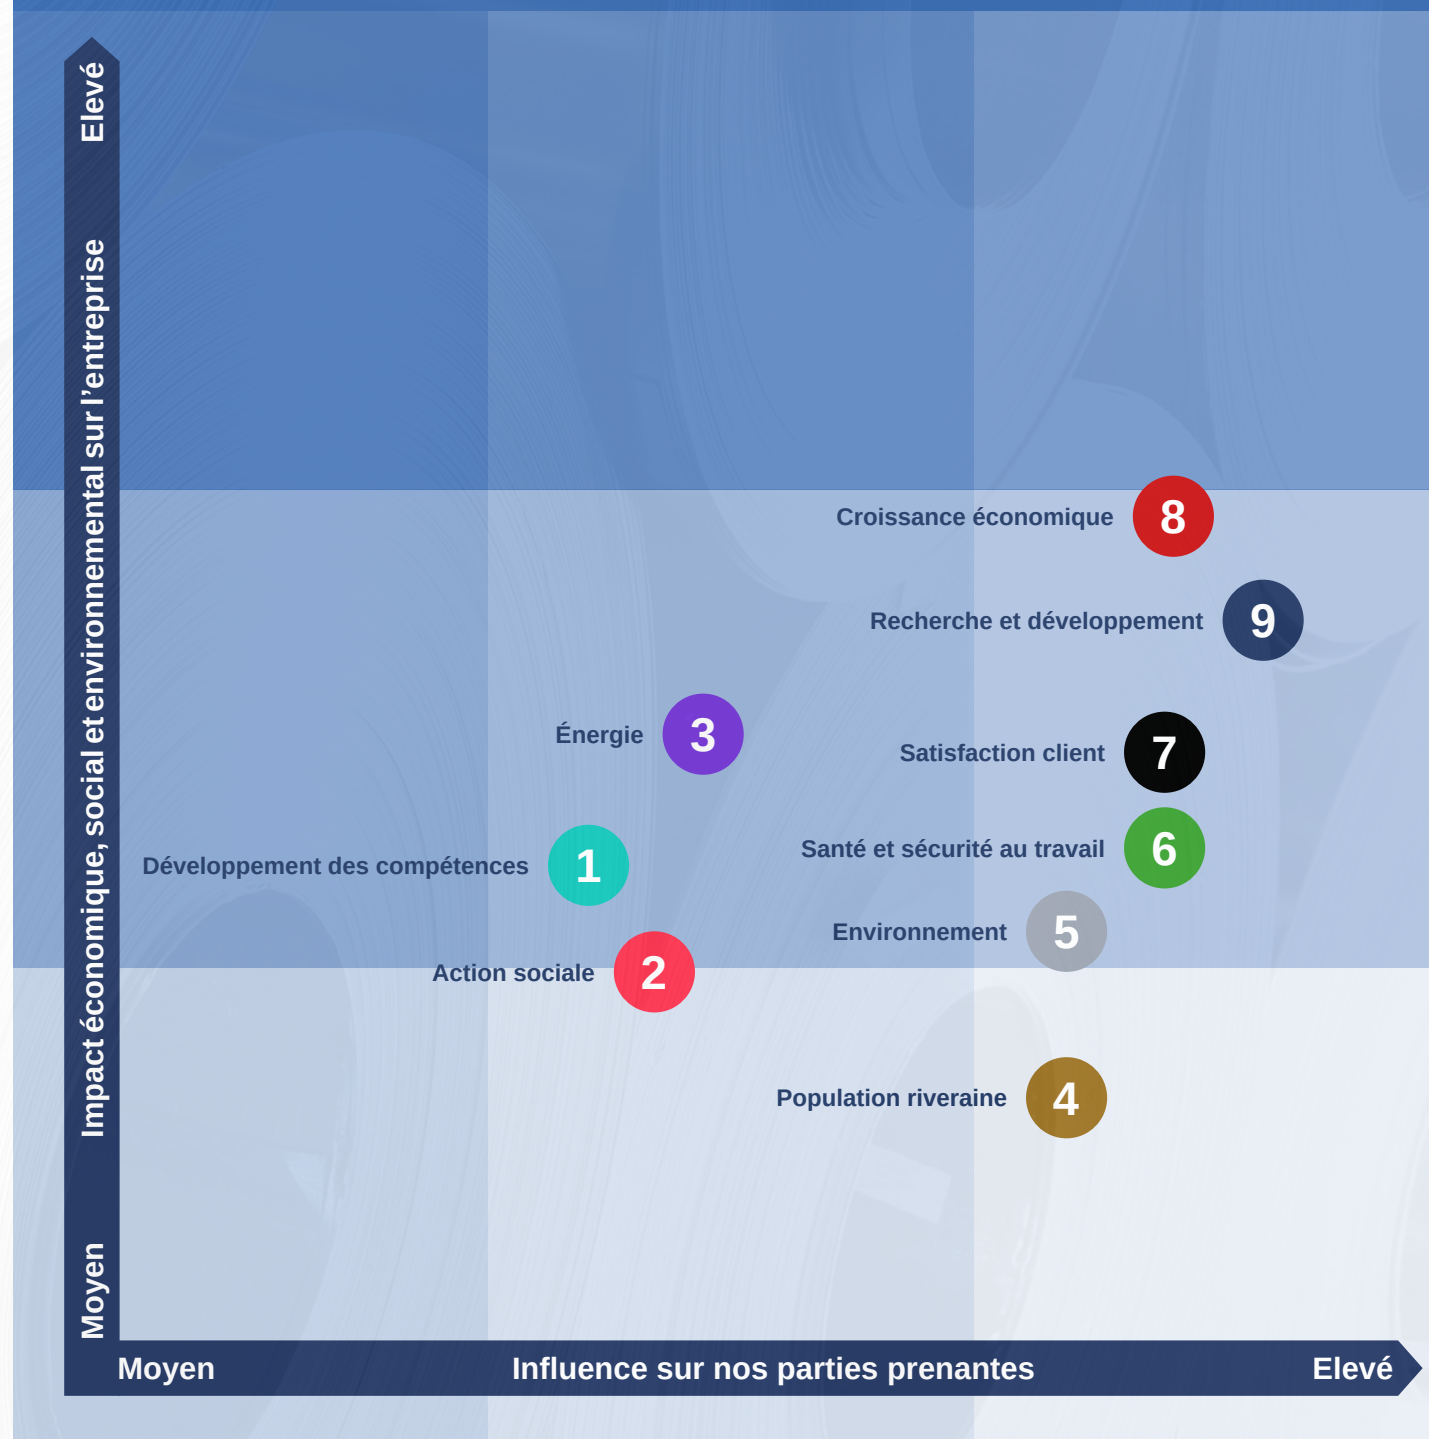 Elevé
Impact économique, social et environnemental sur l’entreprise
Moyen
Croissance économique 8
Recherche et développement 9
Énergie 3
Satisfaction client 7
Santé et sécurité au travail 6
Développement des compétences 1
Environnement 5
Action sociale 2
Population riveraine 4
Moyen Influence sur nos parties prenantes Elevé